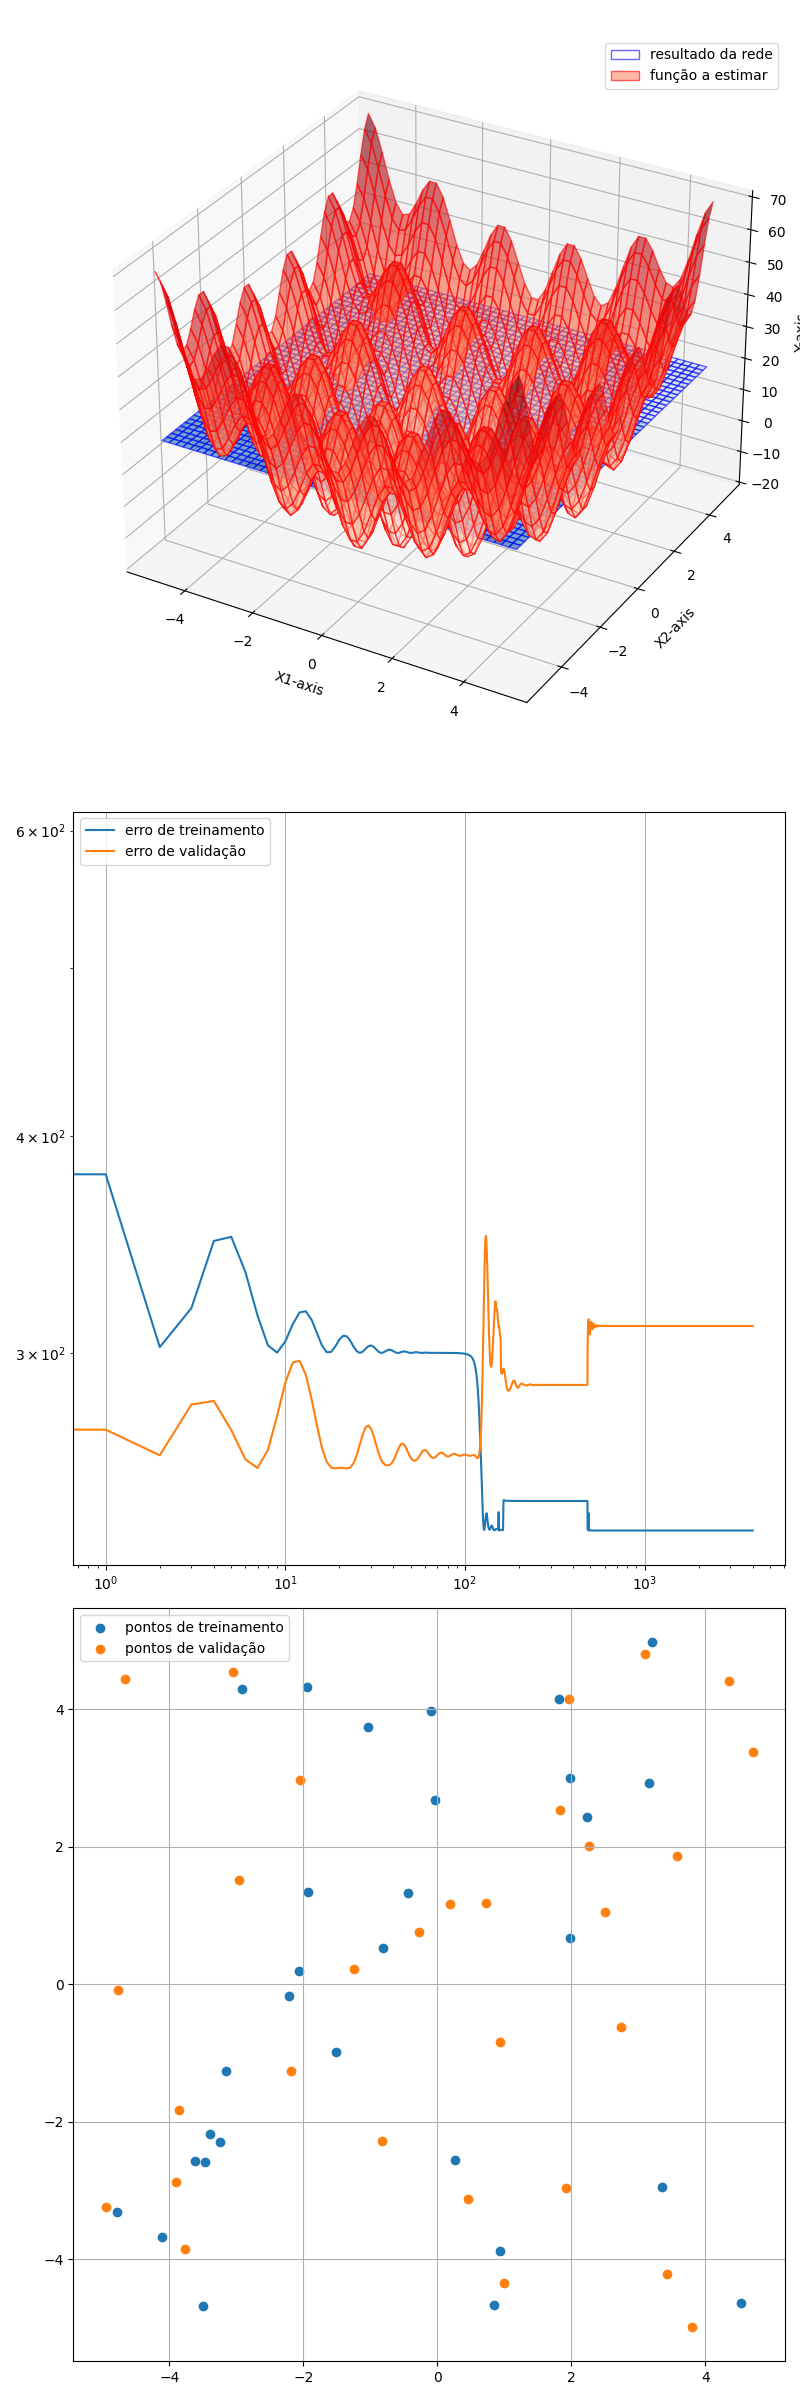 resultado da rede
função a estimar
70
60
50
40
30
20
10
0
−10
−20
4
2
0
−2
−4
X2-axis
−4
−2
0
2
4
X1-axis
erro de treinamento
erro de validação
6 × 10²
4 × 10²
3 × 10²
10⁰ 10¹ 10² 10³
pontos de treinamento
pontos de validação
4
2
0
−2
−4
−4 −2 0 2 4